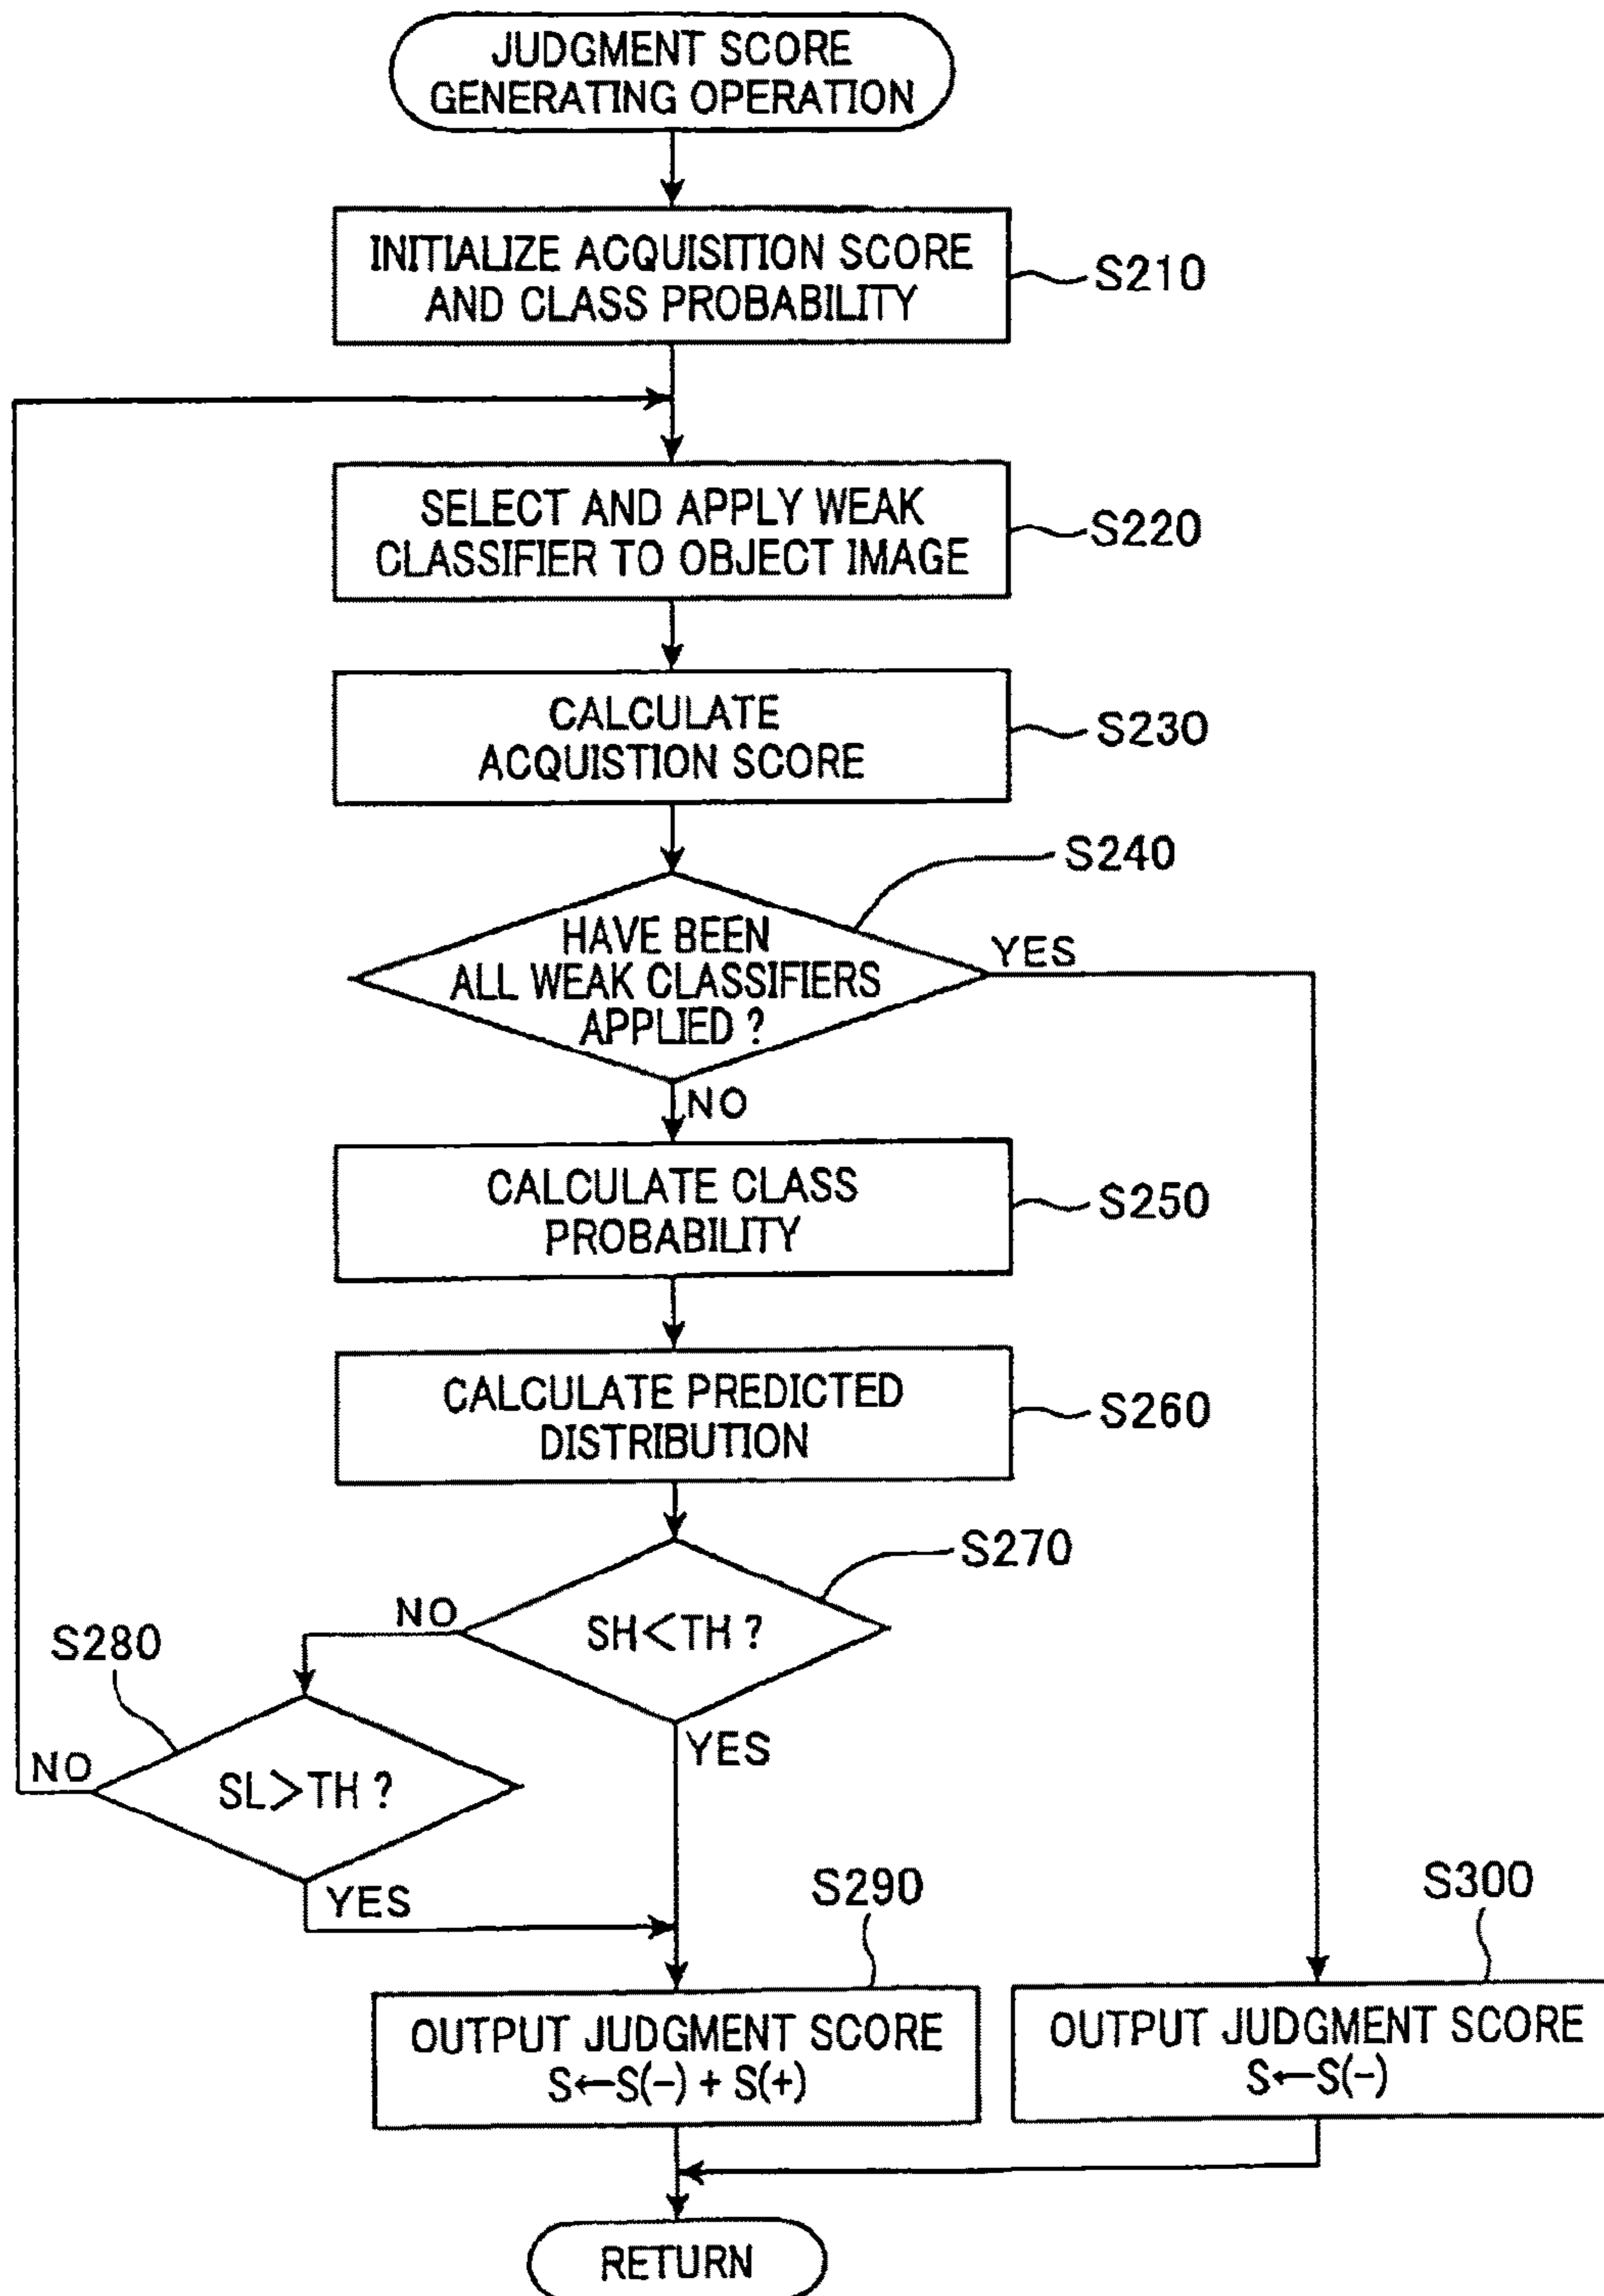 JUDGMENT SCORE
GENERATING OPERATION
INITIALIZE ACQUISITION SCORE
AND CLASS PROBABILITY
S210
SELECT AND APPLY WEAK
CLASSIFIER TO OBJECT IMAGE
S220
CALCULATE
ACQUISTION SCORE
S230
S240
HAVE BEEN
ALL WEAK CLASSIFIERS
APPLIED ?
YES
NO
CALCULATE CLASS
PROBABILITY
S250
CALCULATE PREDICTED
DISTRIBUTION
S260
S270
SH<TH ?
NO
YES
S280
SL>TH ?
NO
YES
S290
OUTPUT JUDGMENT SCORE
S←S(−) + S(+)
S300
OUTPUT JUDGMENT SCORE
S←S(−)
RETURN